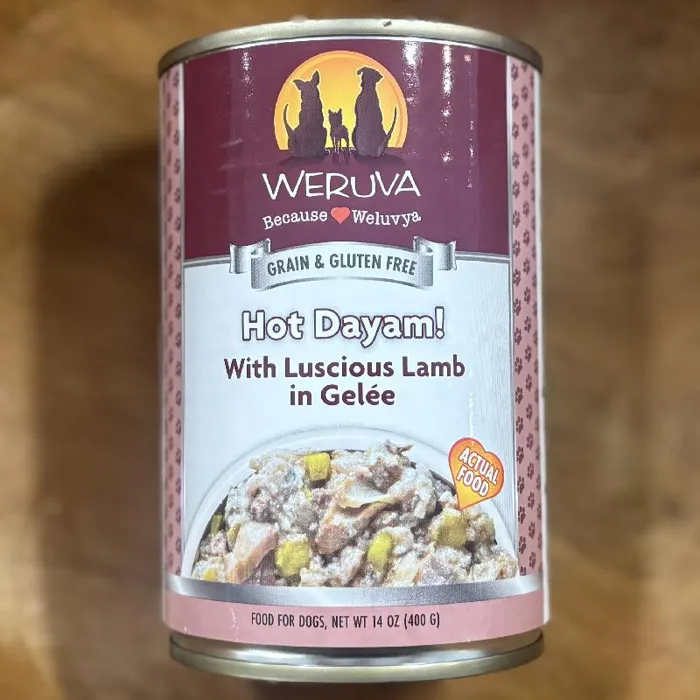 WERUVA
Because Weluvya
GRAIN & GLUTEN FREE
Hot Dayam!
With Luscious Lamb
in Gelée
ACTUAL
FOOD
FOOD FOR DOGS, NET WT 14 OZ (400 G)